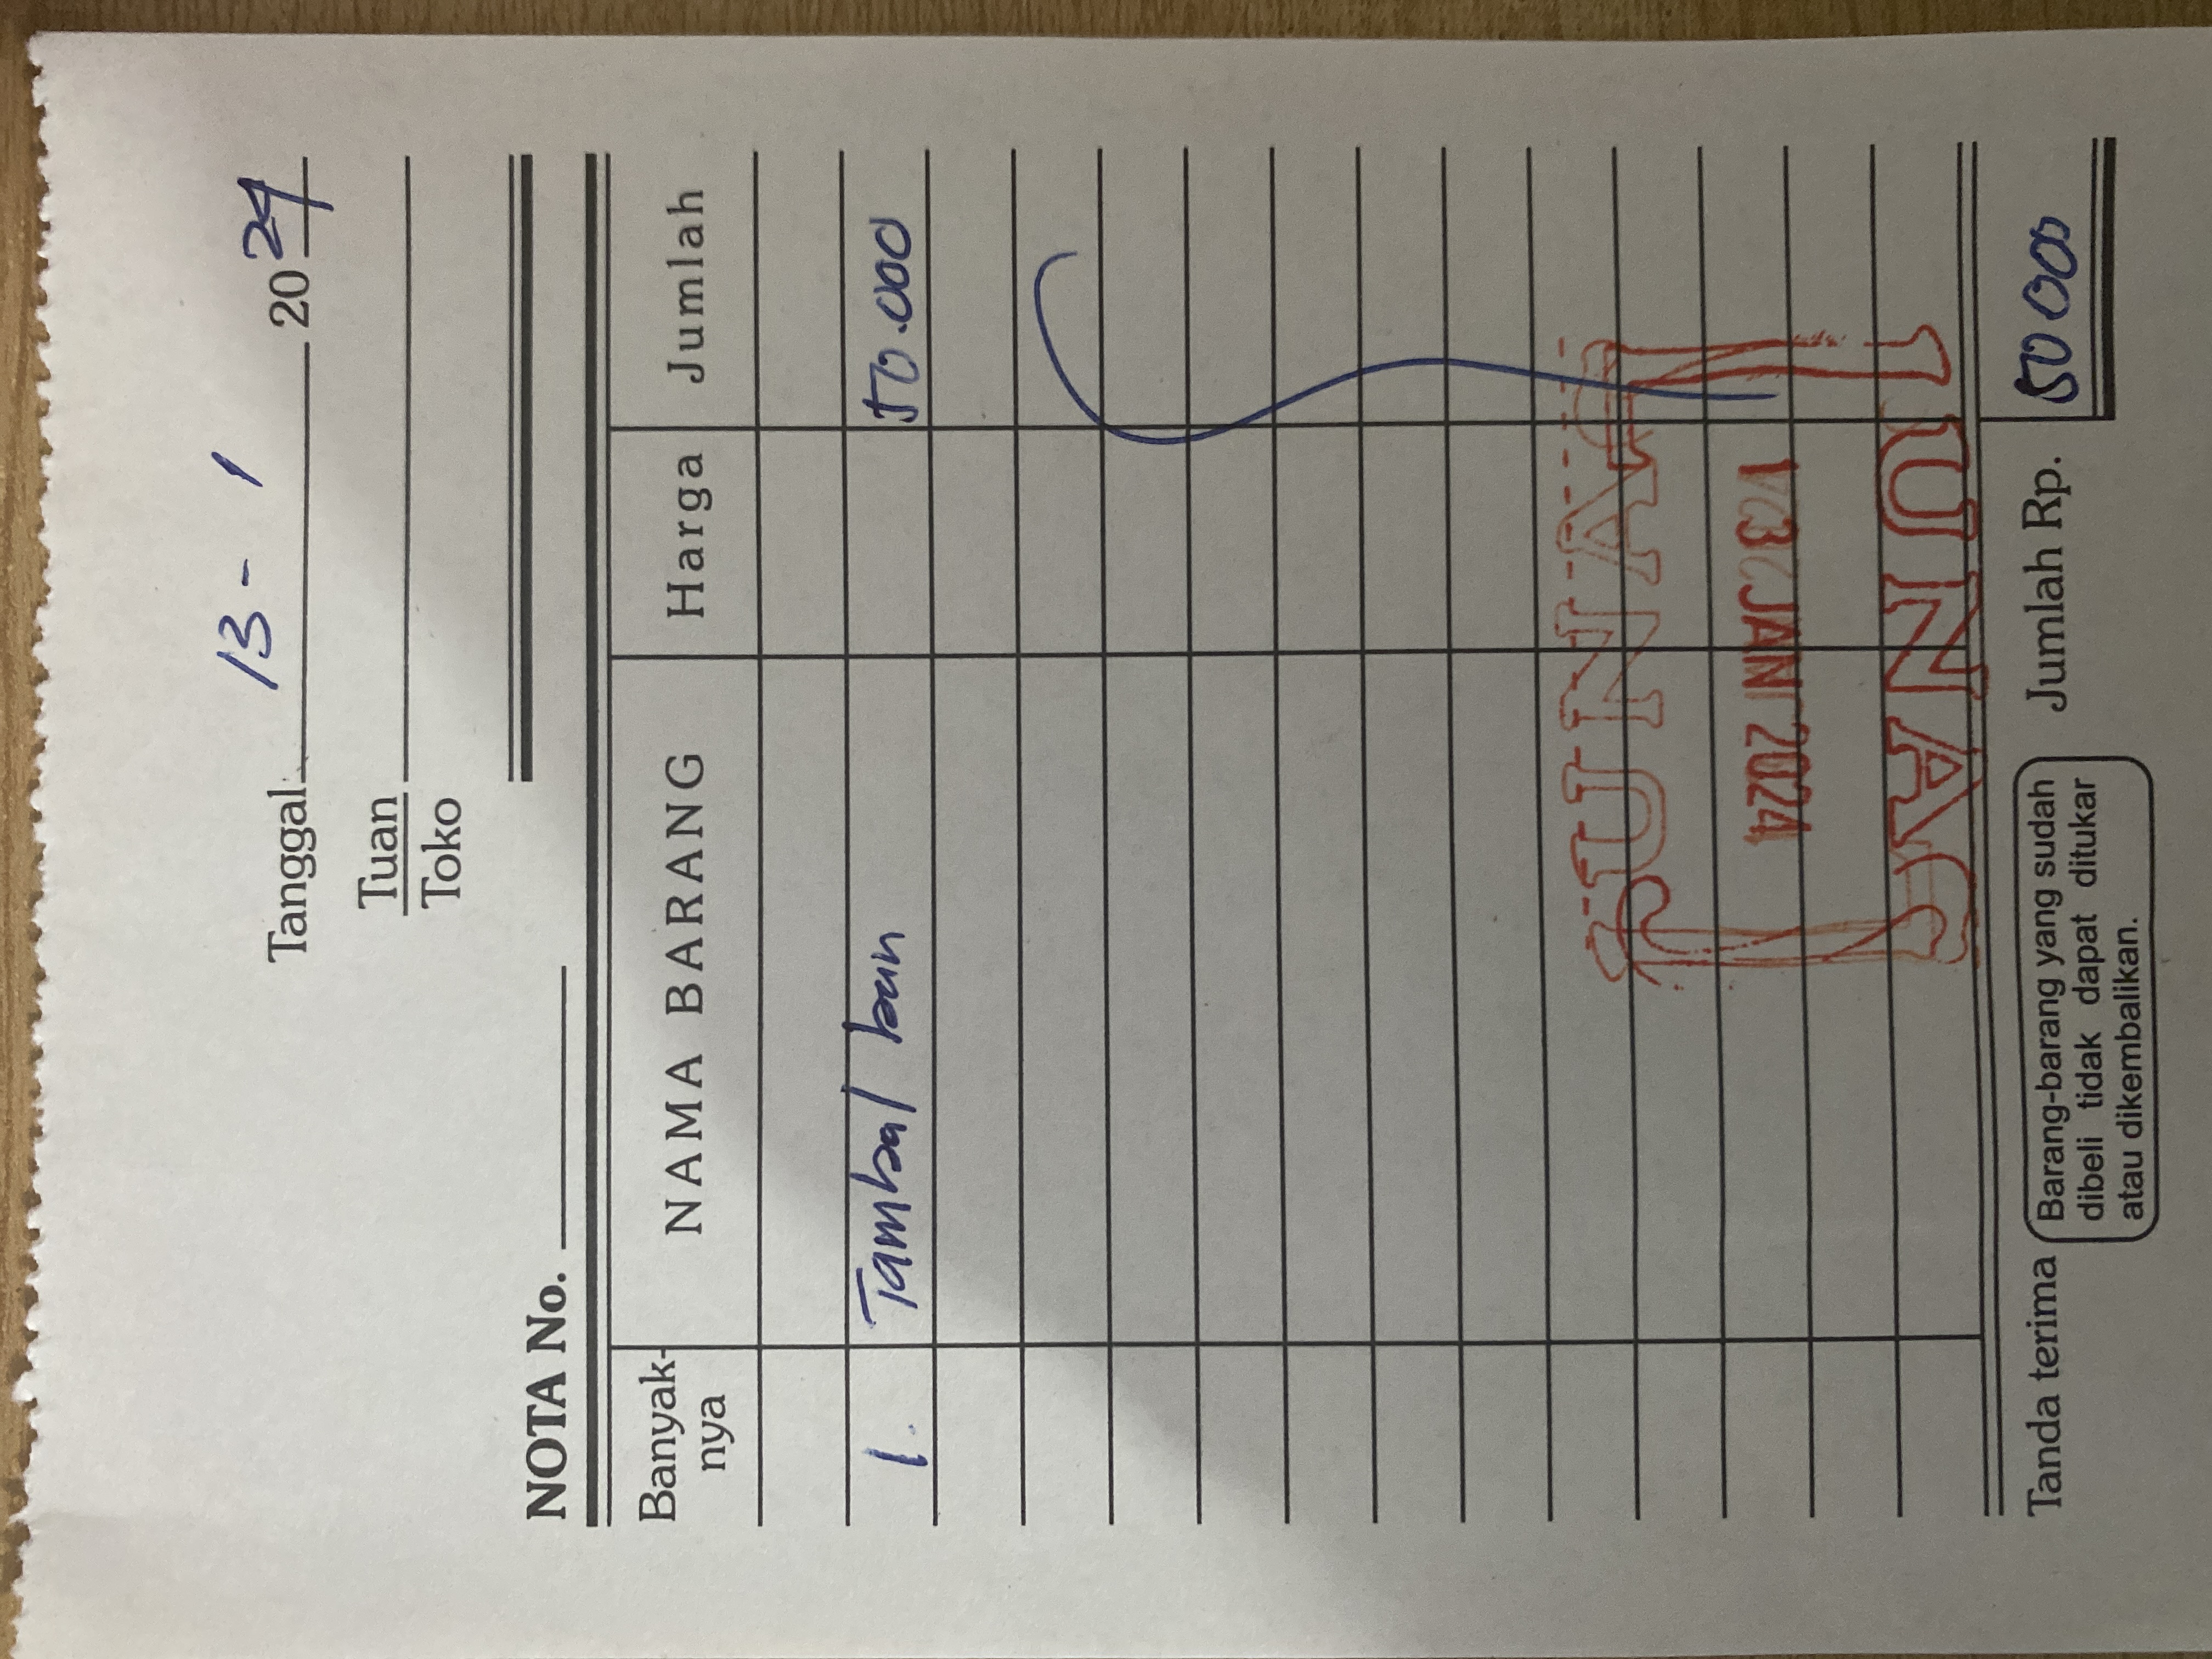 Tanggal 13 - 1 2024
Tuan
Toko
NOTA No.
Banyak-nya NAMA BARANG Harga Jumlah
1. Tambal ban 50.000
LUNAS
13 JAN 2024
LUNAS
Tanda terima Jumlah Rp. 50 000
Barang-barang yang sudah
dibeli tidak dapat ditukar
atau dikembalikan.